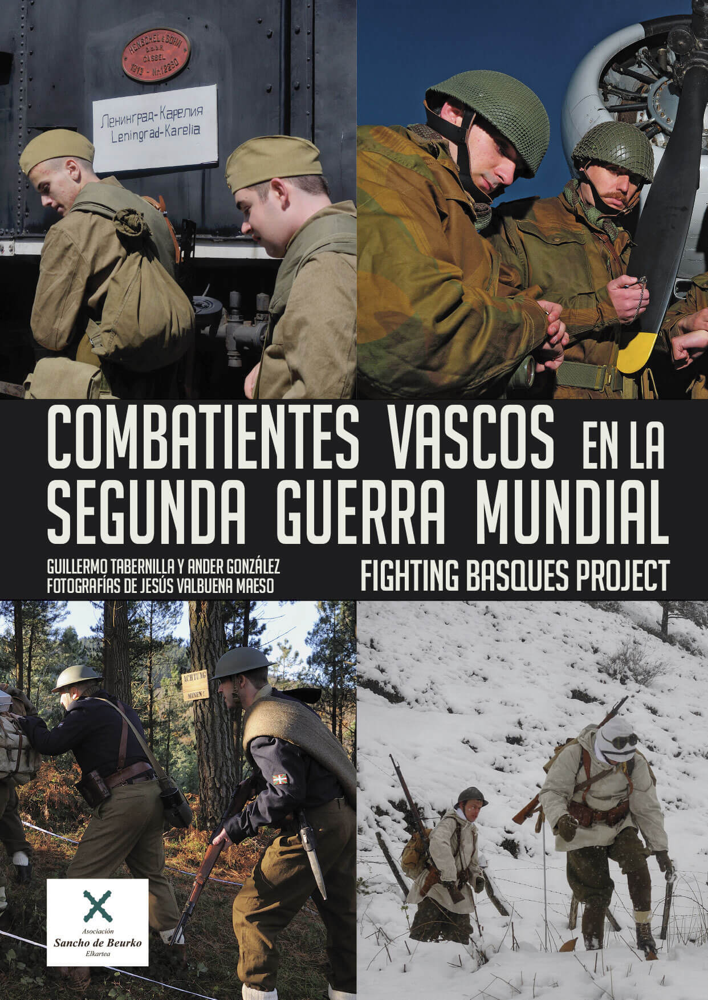 HENSCHEL & SOHN
G.m.b.H.
CASSEL
1913 - Nr.12280
Ленинград-Карелия
Leningrad-Karelia
COMBATIENTES VASCOS EN LA
SEGUNDA GUERRA MUNDIAL
GUILLERMO TABERNILLA Y ANDER GONZÁLEZ
FOTOGRAFÍAS DE JESÚS VALBUENA MAESO
FIGHTING BASQUES PROJECT
ACHTUNG
MINEN!
Asociación
Sancho de Beurko
Elkartea